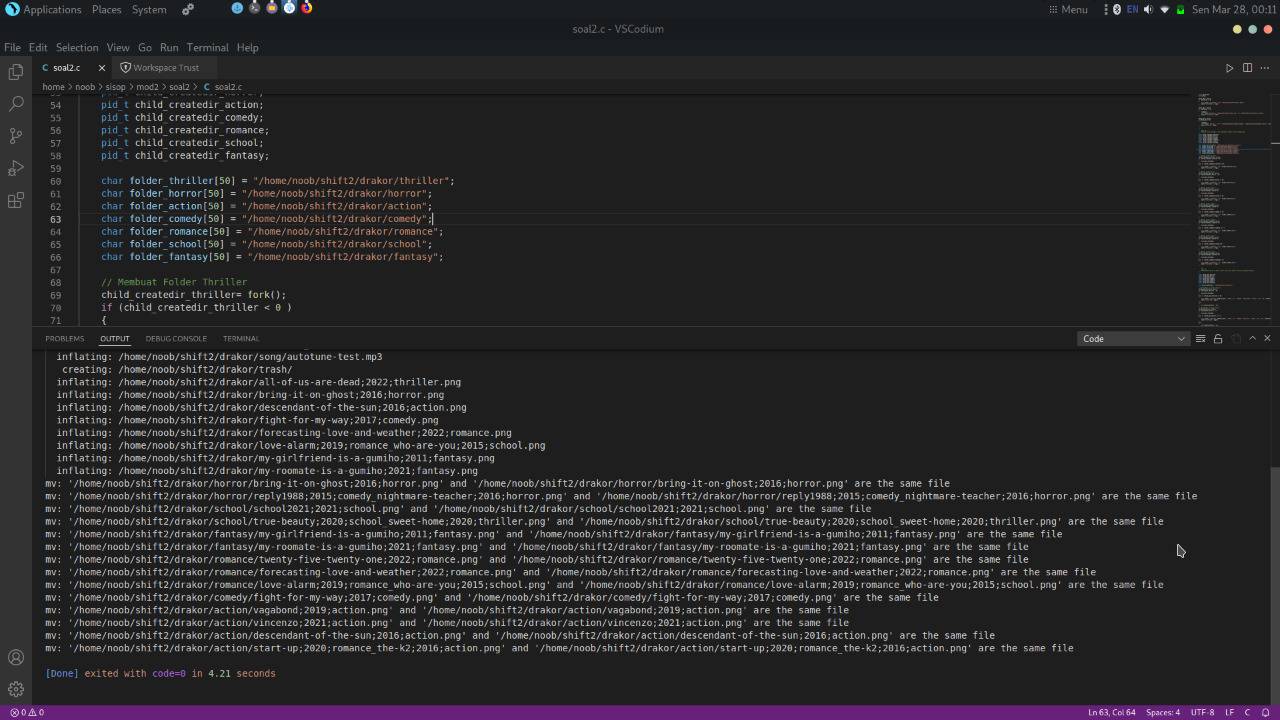 Applications Places System Menu EN Sen Mar 28, 00:11
soal2.c - VSCodium
File Edit Selection View Go Run Terminal Help
C soal2.c Workspace Trust
home > noob > sisop > mod2 > soal2 > C soal2.c
54 pid_t child_createdir_action;
55 pid_t child_createdir_comedy;
56 pid_t child_createdir_romance;
57 pid_t child_createdir_school;
58 pid_t child_createdir_fantasy;
59
60 char folder_thriller[50] = "/home/noob/shift2/drakor/thriller";
61 char folder_horror[50] = "/home/noob/shift2/drakor/horror";
62 char folder_action[50] = "/home/noob/shift2/drakor/action";
63 char folder_comedy[50] = "/home/noob/shift2/drakor/comedy";
64 char folder_romance[50] = "/home/noob/shift2/drakor/romance";
65 char folder_school[50] = "/home/noob/shift2/drakor/school";
66 char folder_fantasy[50] = "/home/noob/shift2/drakor/fantasy";
67
68 // Membuat Folder Thriller
69 child_createdir_thriller= fork();
70 if (child_createdir_thriller < 0 )
71 {
PROBLEMS OUTPUT DEBUG CONSOLE TERMINAL Code
inflating: /home/noob/shift2/drakor/song/autotune-test.mp3
creating: /home/noob/shift2/drakor/trash/
inflating: /home/noob/shift2/drakor/all-of-us-are-dead;2022;thriller.png
inflating: /home/noob/shift2/drakor/bring-it-on-ghost;2016;horror.png
inflating: /home/noob/shift2/drakor/descendant-of-the-sun;2016;action.png
inflating: /home/noob/shift2/drakor/fight-for-my-way;2017;comedy.png
inflating: /home/noob/shift2/drakor/forecasting-love-and-weather;2022;romance.png
inflating: /home/noob/shift2/drakor/love-alarm;2019;romance_who-are-you;2015;school.png
inflating: /home/noob/shift2/drakor/my-girlfriend-is-a-gumiho;2011;fantasy.png
inflating: /home/noob/shift2/drakor/my-roomate-is-a-gumiho;2021;fantasy.png
mv: '/home/noob/shift2/drakor/horror/bring-it-on-ghost;2016;horror.png' and '/home/noob/shift2/drakor/horror/bring-it-on-ghost;2016;horror.png' are the same file
mv: '/home/noob/shift2/drakor/horror/reply1988;2015;comedy_nightmare-teacher;2016;horror.png' and '/home/noob/shift2/drakor/horror/reply1988;2015;comedy_nightmare-teacher;2016;horror.png' are the same file
mv: '/home/noob/shift2/drakor/school/school2021;2021;school.png' and '/home/noob/shift2/drakor/school/school2021;2021;school.png' are the same file
mv: '/home/noob/shift2/drakor/school/true-beauty;2020;school_sweet-home;2020;thriller.png' and '/home/noob/shift2/drakor/school/true-beauty;2020;school_sweet-home;2020;thriller.png' are the same file
mv: '/home/noob/shift2/drakor/fantasy/my-girlfriend-is-a-gumiho;2011;fantasy.png' and '/home/noob/shift2/drakor/fantasy/my-girlfriend-is-a-gumiho;2011;fantasy.png' are the same file
mv: '/home/noob/shift2/drakor/fantasy/my-roomate-is-a-gumiho;2021;fantasy.png' and '/home/noob/shift2/drakor/fantasy/my-roomate-is-a-gumiho;2021;fantasy.png' are the same file
mv: '/home/noob/shift2/drakor/romance/twenty-five-twenty-one;2022;romance.png' and '/home/noob/shift2/drakor/romance/twenty-five-twenty-one;2022;romance.png' are the same file
mv: '/home/noob/shift2/drakor/romance/forecasting-love-and-weather;2022;romance.png' and '/home/noob/shift2/drakor/romance/forecasting-love-and-weather;2022;romance.png' are the same file
mv: '/home/noob/shift2/drakor/romance/love-alarm;2019;romance_who-are-you;2015;school.png' and '/home/noob/shift2/drakor/romance/love-alarm;2019;romance_who-are-you;2015;school.png' are the same file
mv: '/home/noob/shift2/drakor/comedy/fight-for-my-way;2017;comedy.png' and '/home/noob/shift2/drakor/comedy/fight-for-my-way;2017;comedy.png' are the same file
mv: '/home/noob/shift2/drakor/action/vagabond;2019;action.png' and '/home/noob/shift2/drakor/action/vagabond;2019;action.png' are the same file
mv: '/home/noob/shift2/drakor/action/vincenzo;2021;action.png' and '/home/noob/shift2/drakor/action/vincenzo;2021;action.png' are the same file
mv: '/home/noob/shift2/drakor/action/descendant-of-the-sun;2016;action.png' and '/home/noob/shift2/drakor/action/descendant-of-the-sun;2016;action.png' are the same file
mv: '/home/noob/shift2/drakor/action/start-up;2020;romance_the-k2;2016;action.png' and '/home/noob/shift2/drakor/action/start-up;2020;romance_the-k2;2016;action.png' are the same file
[Done] exited with code=0 in 4.21 seconds
0 0 Ln 63, Col 64 Spaces: 4 UTF-8 LF C